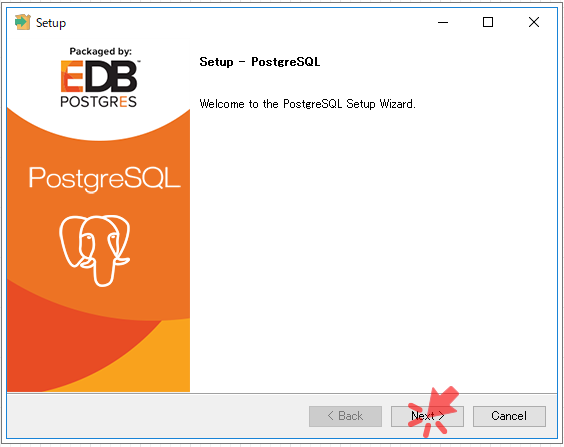 Setup
Packaged by:
EDB
POSTGRES
PostgreSQL
Setup - PostgreSQL
Welcome to the PostgreSQL Setup Wizard.
< Back
Next >
Cancel